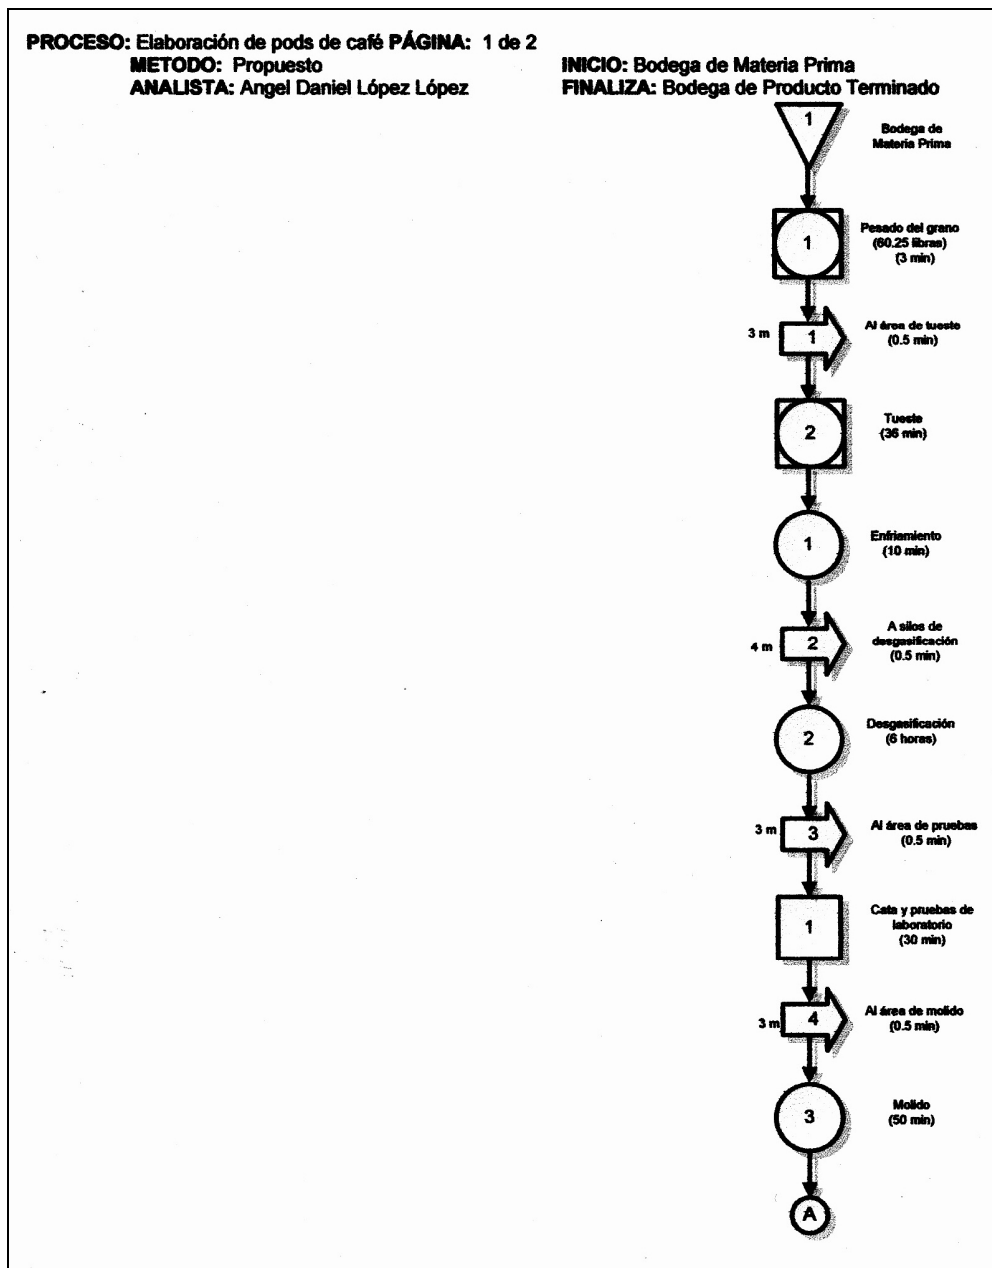 PROCESO: Elaboración de pods de café PÁGINA: 1 de 2
METODO: Propuesto
ANALISTA: Angel Daniel López López
INICIO: Bodega de Materia Prima
FINALIZA: Bodega de Producto Terminado
1
Bodega de
Materia Prima
1
Pesado del grano
(60.25 libras)
(3 min)
3 m
1
Al área de tueste
(0.5 min)
2
Tueste
(36 min)
1
Enfriamiento
(10 min)
4 m
2
A silos de
desgasificación
(0.5 min)
2
Desgasificación
(6 horas)
3 m
3
Al área de pruebas
(0.5 min)
1
Cata y pruebas de
laboratorio
(30 min)
3 m
4
Al área de molido
(0.5 min)
3
Molido
(50 min)
A